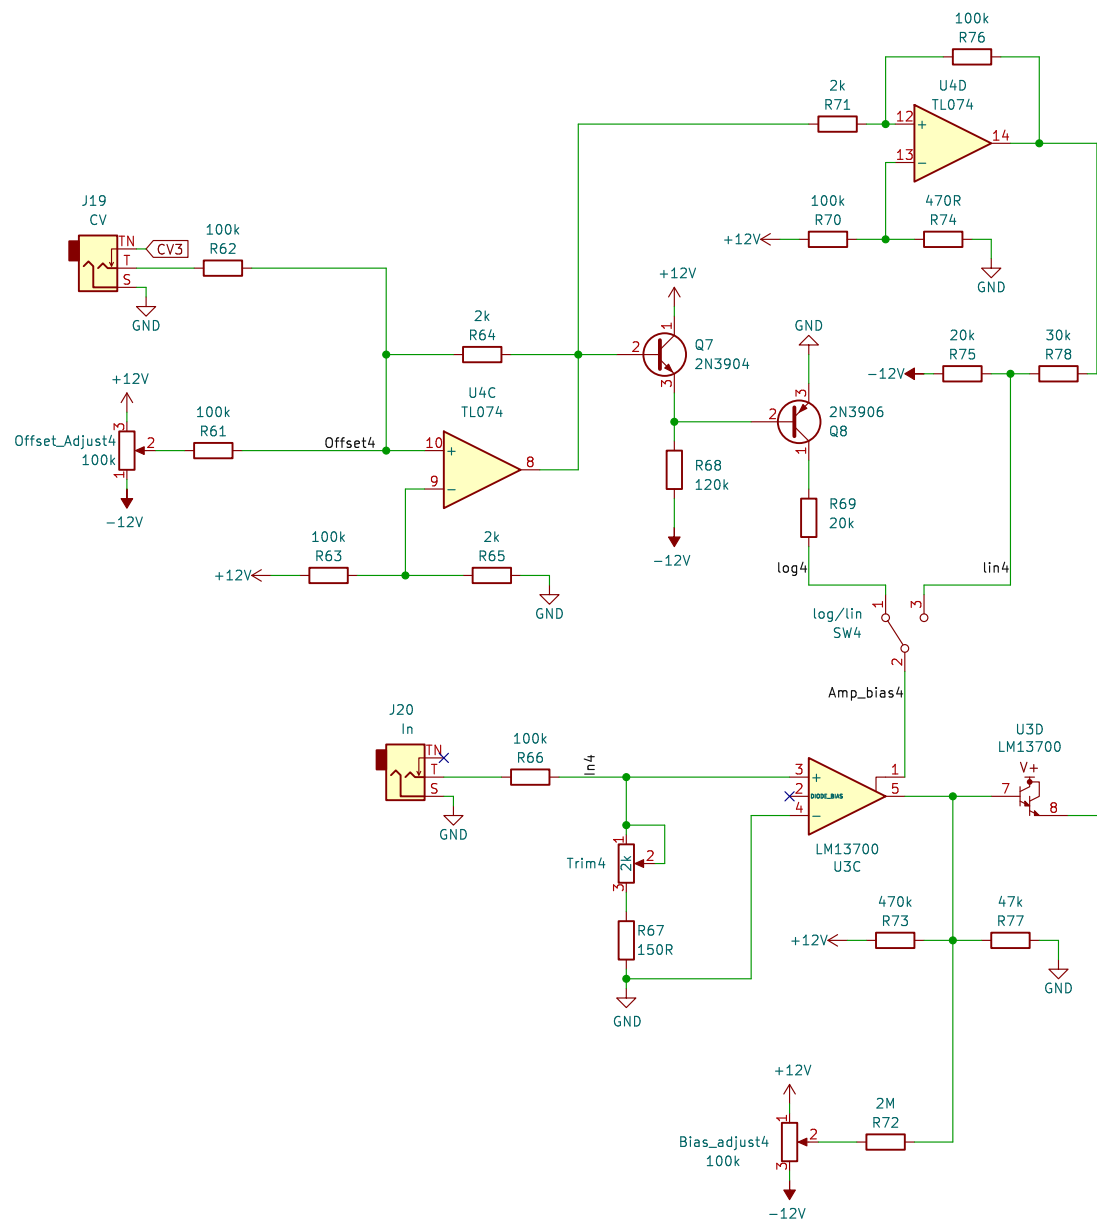 100k
R76
2k
R71
U4D
TL074
12
+
14
13
−
J19
CV
100k
R70
470R
R74
+12V
GND
TN
CV3
T
S
GND
100k
R62
+12V
1
2
3
Q7
2N3904
2k
R64
GND
20k
R75
30k
R78
-12V
3
2
1
2N3906
Q8
+12V
3
Offset_Adjust4
2
100k
1
-12V
100k
R61
Offset4
U4C
TL074
10
+
8
9
−
R68
120k
-12V
R69
20k
log4
lin4
100k
R63
2k
R65
+12V
GND
1
3
log/lin
SW4
2
Amp_bias4
J20
In
TN
T
S
GND
100k
R66
In4
3
+
1
2
DIODE_BIAS
5
4
−
LM13700
U3C
U3D
LM13700
V+
7
8
1
Trim4
2k
2
3
R67
150R
GND
470k
R73
47k
R77
+12V
GND
+12V
1
Bias_adjust4
2
100k
3
-12V
2M
R72